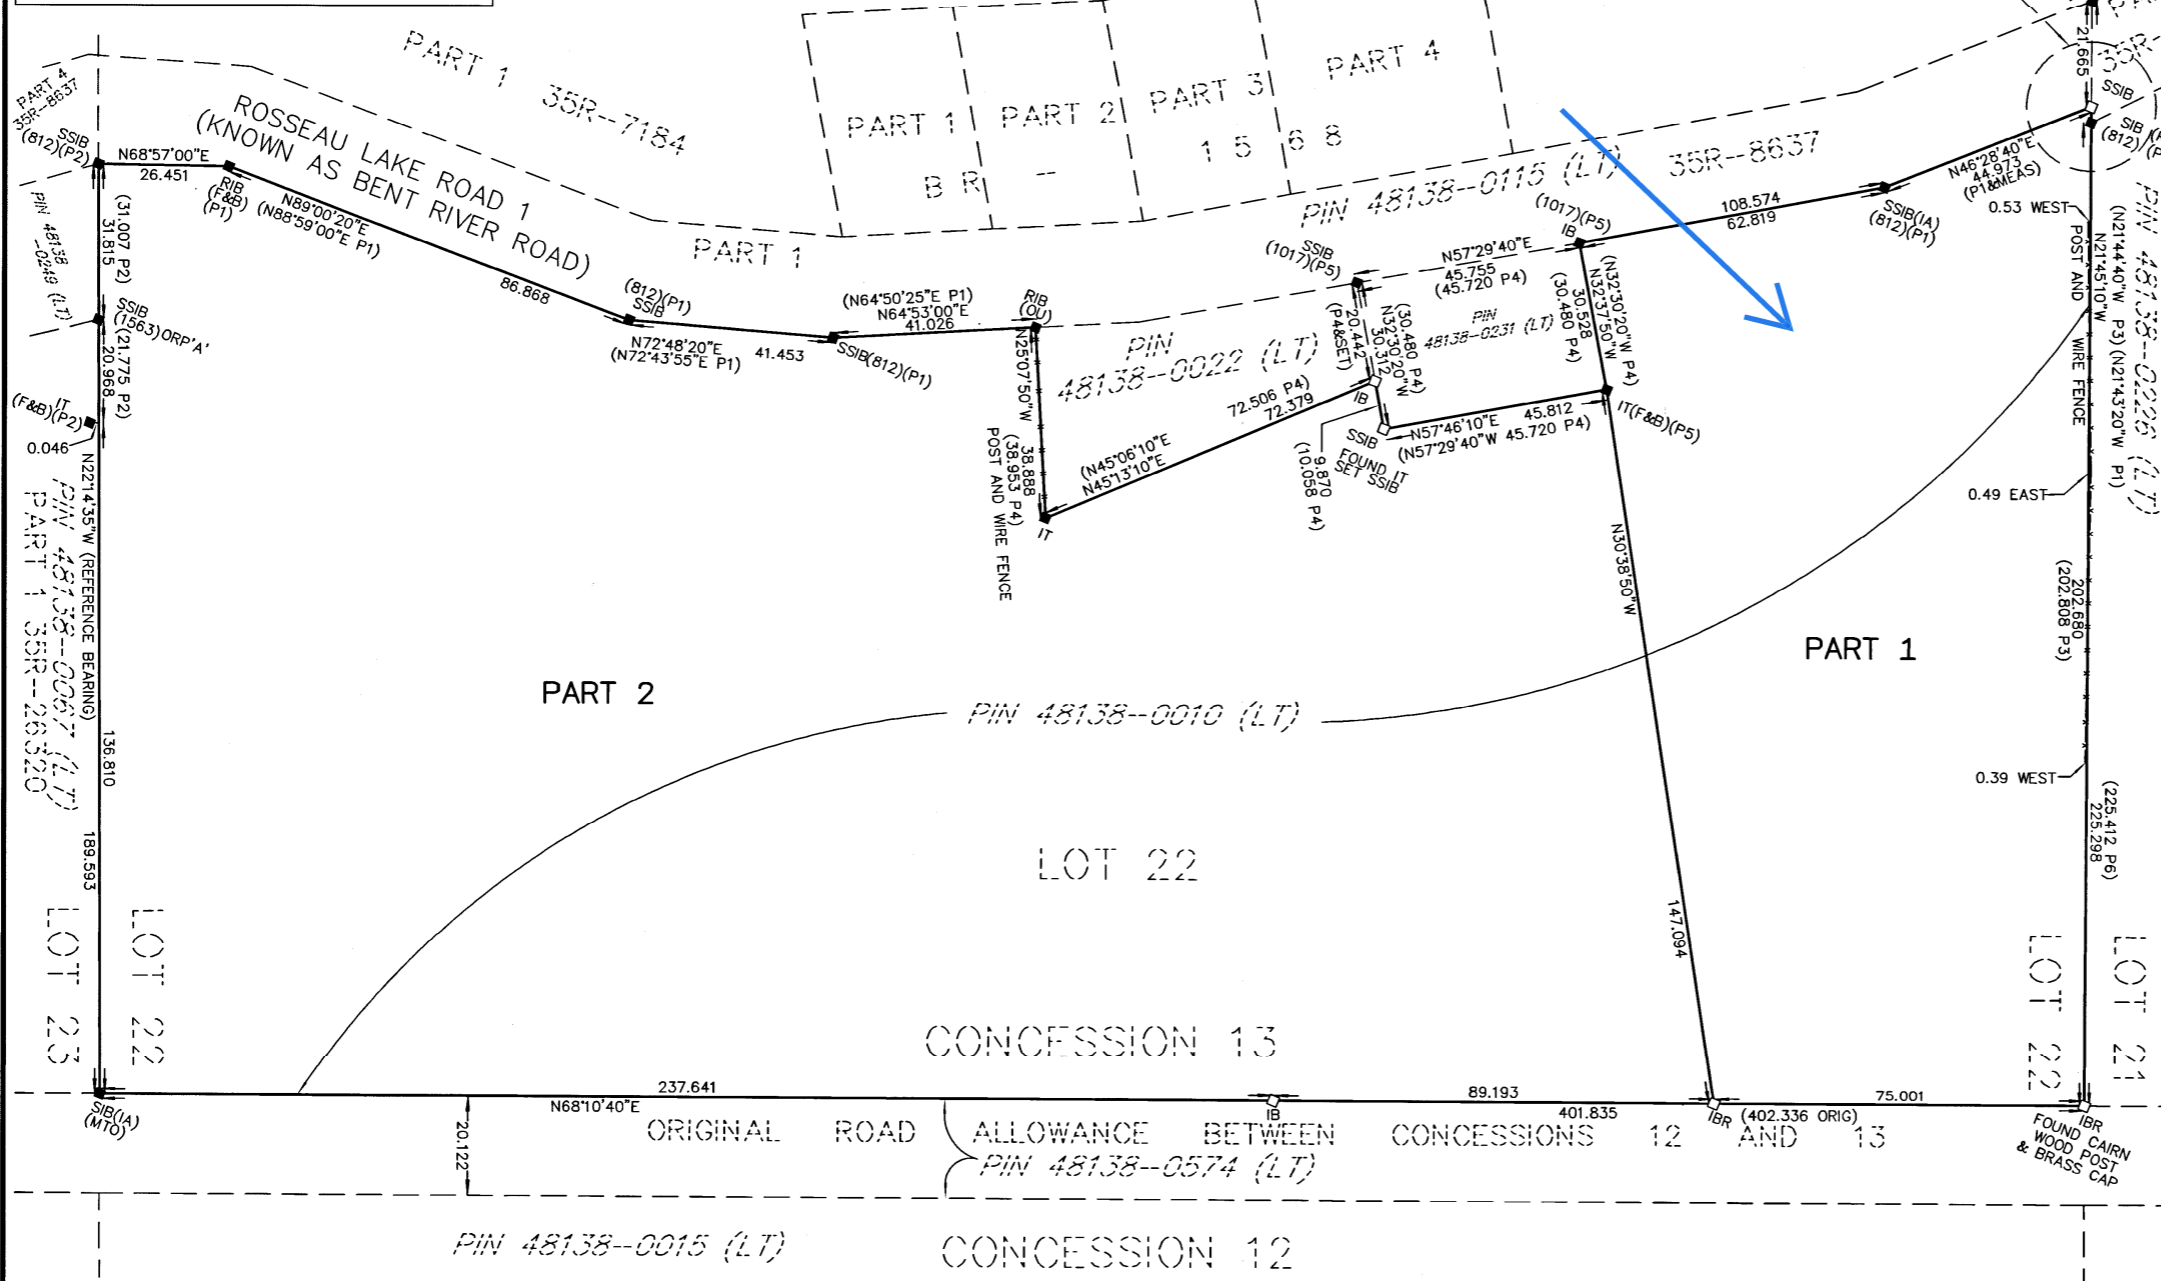 PART 1 35R--7184
PART 4
35R--8637
ROSSEAU LAKE ROAD 1
(KNOWN AS BENT RIVER ROAD)
PART 1
PART 1
PART 2
PART 3
PART 4
B R -- 1 5 6 8
PIN 48138--0115 (LT)
35R--8637
SSIB
(812)(P2)
N68°57'00"E
26.451
RIB
(F&B)
(P1)
N89°00'20"E
(N88°59'00"E P1)
86.868
(812)(P1)
SSIB
N72°48'20"E
(N72°43'55"E P1)
41.453
SSIB(812)(P1)
(N64°50'25"E P1)
N64°53'00"E
41.026
RIB
(OU)
N25°07'50"W
38.888
(38.953 P4)
POST AND WIRE FENCE
IT
PIN
48138--0022 (LT)
72.506 P4)
72.379
(N45°06'10"E
N45°13'10"E
SSIB
(1017)(P5)
N57°29'40"E
45.755
(45.720 P4)
20.442
(P4&SET)
(30.480 P4)
N32°30'20"W
30.312
IB
PIN
48138--0231 (LT)
(1017)(P5)
IB
(N32°30'20"W P4)
N32°37'50"W
30.528
(30.480 P4)
45.812
N57°46'10"E
(N57°29'40"W 45.720 P4)
IT(F&B)(P5)
SSIB
FOUND IT
SET SSIB
9.870
(10.058 P4)
108.574
62.819
SSIB(IA)
(812)(P1)
N46°28'40"E
44.973
(P1&MEAS)
21.665
SSIB
SIB
(812)
0.53 WEST
POST AND WIRE FENCE
N21°45'10"W
(N21°44'40"W P3)(N21°43'20"W P1)
PIN 48138--0226 (LT)
0.49 EAST
202.680
(202.808 P3)
0.39 WEST
(225.412 P6)
225.298
PIN 48138
--0249 (LT)
(31.007 P2)
31.815
SSIB
(1563)ORP'A'
(21.775 P2)
20.968
IT
(F&B)(P2)
0.046
N22°14'35"W (REFERENCE BEARING)
PIN 48138--0067 (LT)
PART 1 35R--26320
136.810
189.593
N30°38'50"W
147.094
PART 2
PART 1
PIN 48138--0010 (LT)
LOT 22
LOT 23
LOT 22
LOT 22
LOT 21
CONCESSION 13
237.641
N68°10'40"E
89.193
401.835
(402.336 ORIG)
75.001
SIB(IA)
(MTO)
IB
IBR
IBR
FOUND CAIRN
WOOD POST
& BRASS CAP
20.122
ORIGINAL ROAD ALLOWANCE BETWEEN CONCESSIONS 12 AND 13
PIN 48138--0574 (LT)
PIN 48138--0015 (LT)
CONCESSION 12